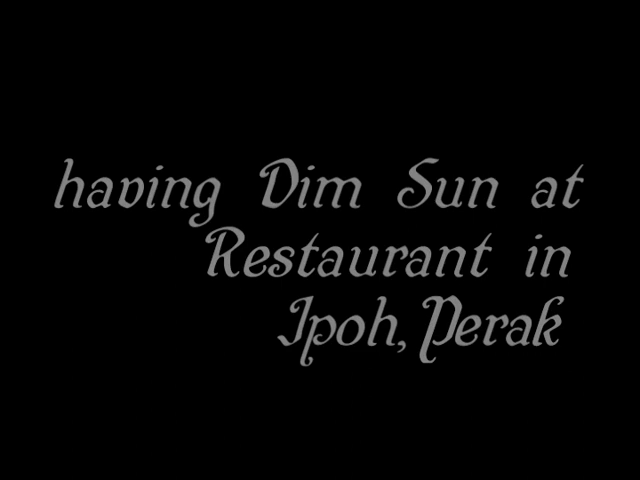 having Dim Sun at
Restaurant in
Ipoh, Perak